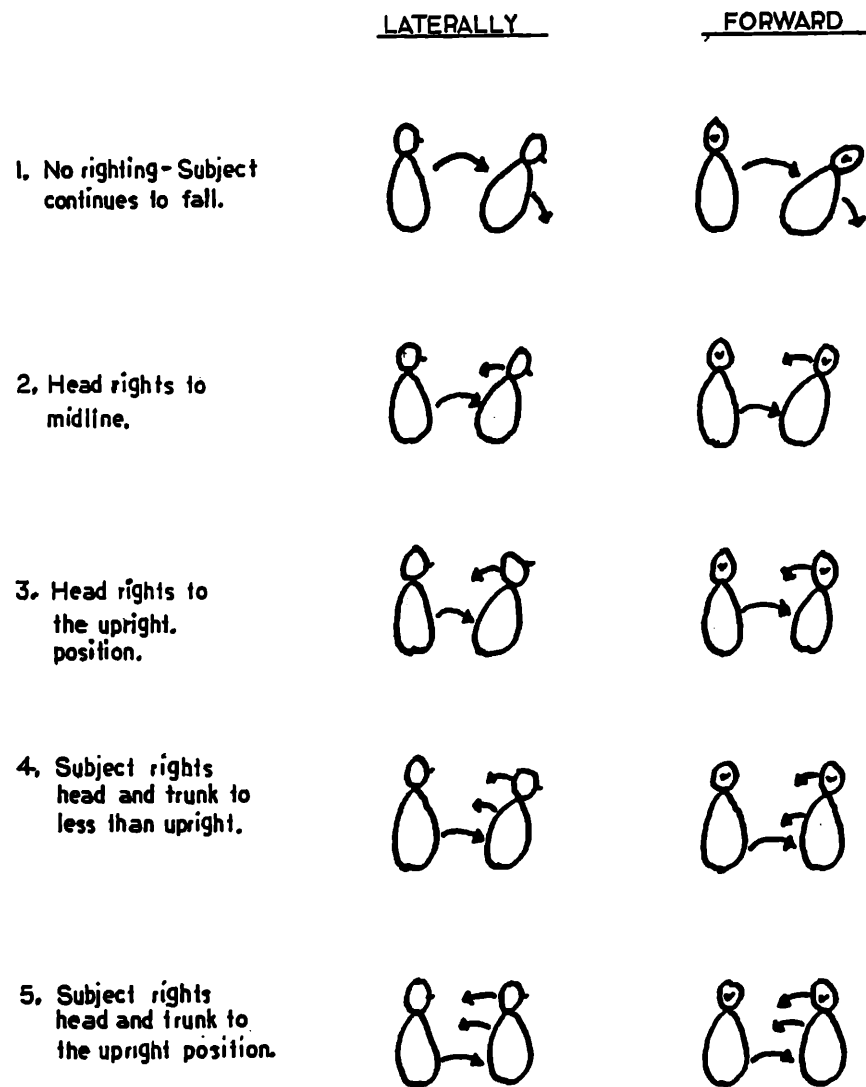 LATERALLY
FORWARD
1. No righting - Subject
continues to fall.
2. Head rights to
midline.
3. Head rights to
the upright.
position.
4. Subject rights
head and trunk to
less than upright.
5. Subject rights
head and trunk to
the upright position.